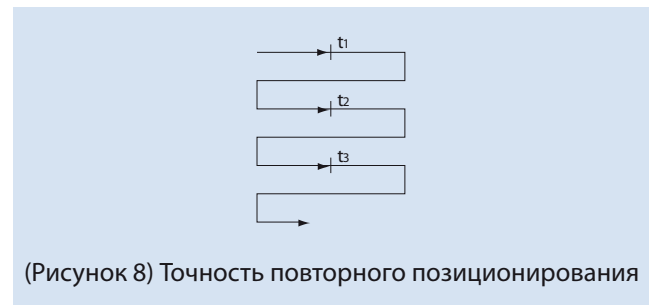 t1
t2
t3
(Рисунок 8) Точность повторного позиционирования